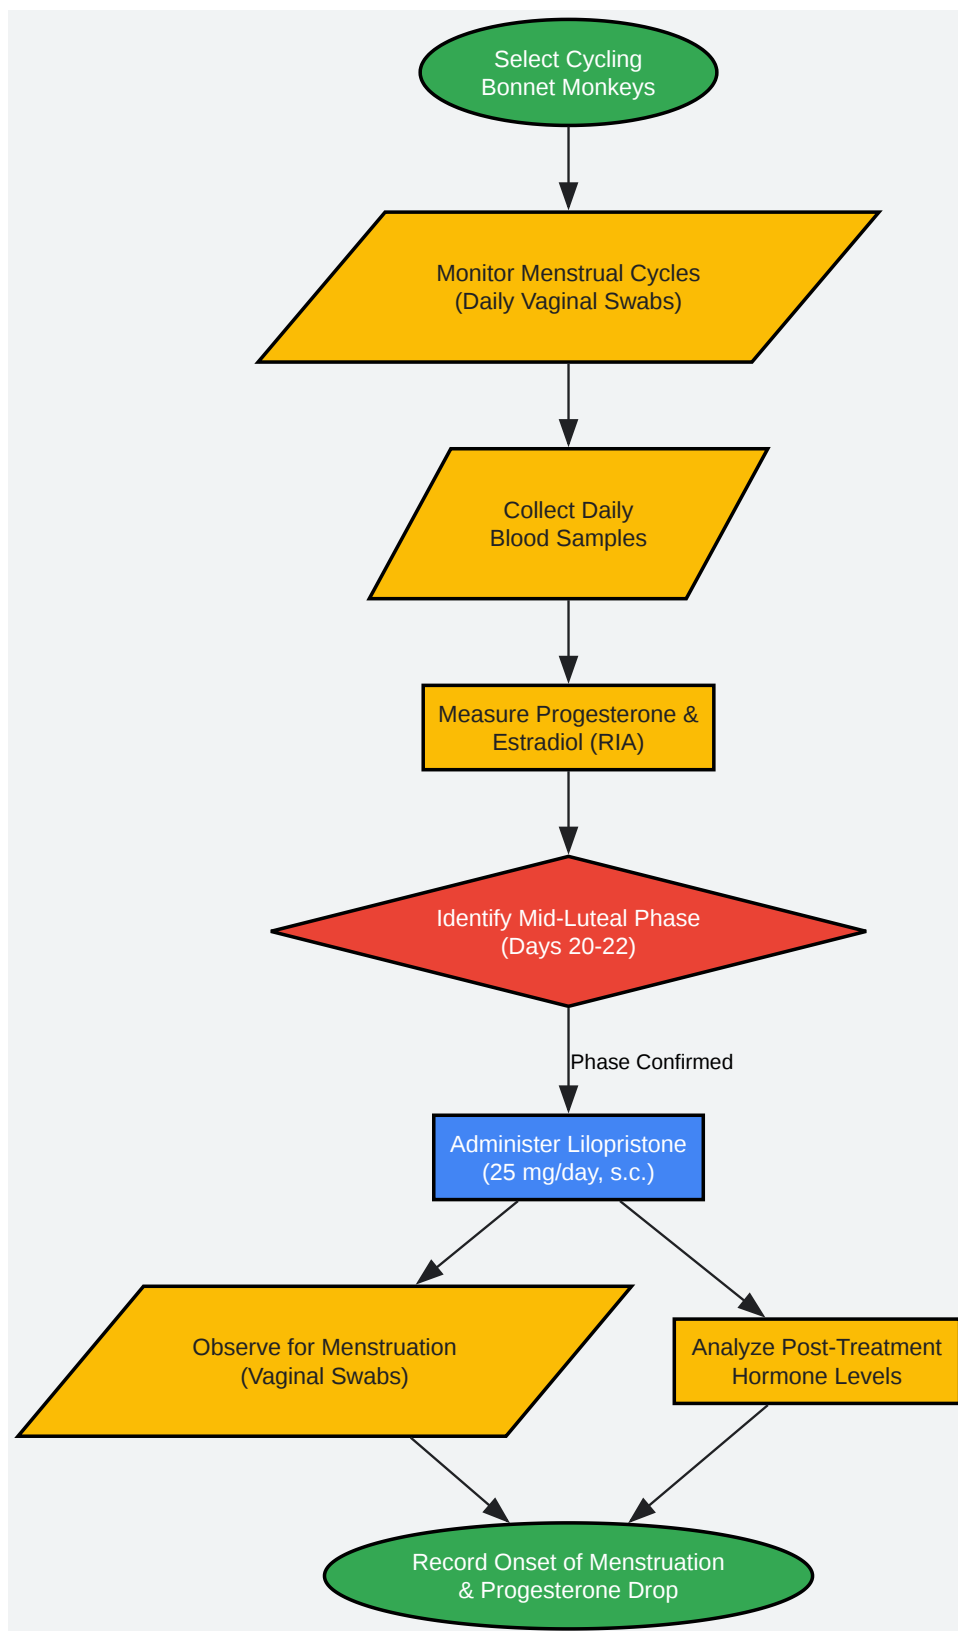 Select Cycling
Bonnet Monkeys
Monitor Menstrual Cycles
(Daily Vaginal Swabs)
Collect Daily
Blood Samples
Measure Progesterone &
Estradiol (RIA)
Identify Mid-Luteal Phase
(Days 20-22)
Phase Confirmed
Administer Lilopristone
(25 mg/day, s.c.)
Observe for Menstruation
(Vaginal Swabs)
Analyze Post-Treatment
Hormone Levels
Record Onset of Menstruation
& Progesterone Drop